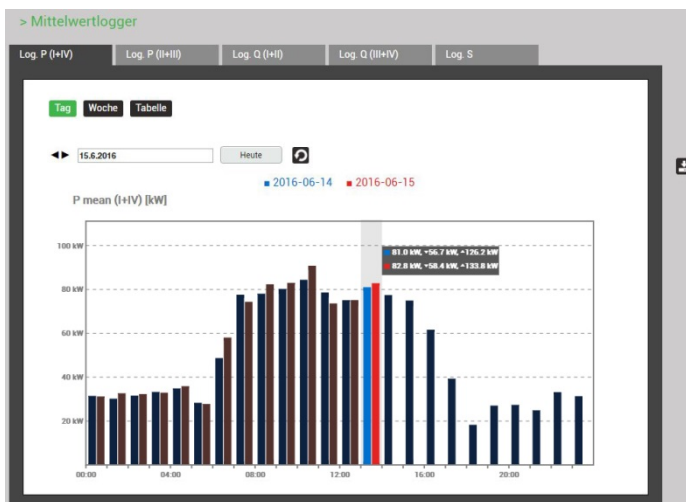 > Mittelwertlogger
Log. P (I+IV) Log. P (II+III) Log. Q (I+II) Log. Q (III+IV) Log. S
Tag Woche Tabelle
15.6.2016 Heute
2016-06-14 2016-06-15
P mean (I+IV) [kW]
100 kW
81.0 kW, -56.7 kW, ^126.2 kW
82.8 kW, -58.4 kW, ^133.8 kW
80 kW
60 kW
40 kW
20 kW
00:00 04:00 08:00 12:00 16:00 20:00